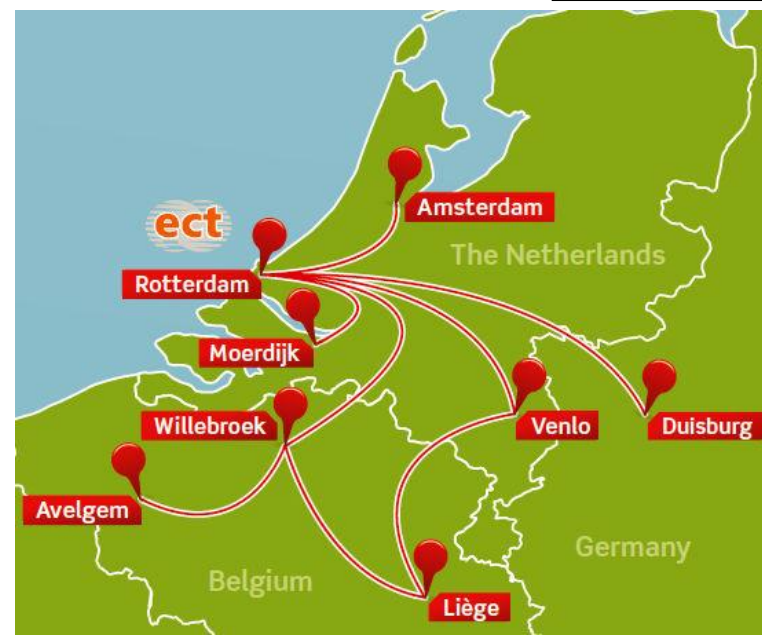 Amsterdam
ect
The Netherlands
Rotterdam
Moerdijk
Willebroek
Venlo
Duisburg
Avelgem
Germany
Belgium
Liège